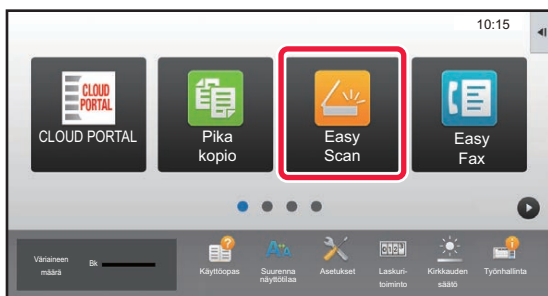 10:15
CLOUD
PORTAL
CLOUD PORTAL
Pika
kopio
Easy
Scan
Easy
Fax
Väriaineen
määrä
Bk
Käyttöopas
Suurenna
näyttötilaa
Asetukset
Laskuri-
toiminto
Kirkkauden
säätö
Työnhallinta